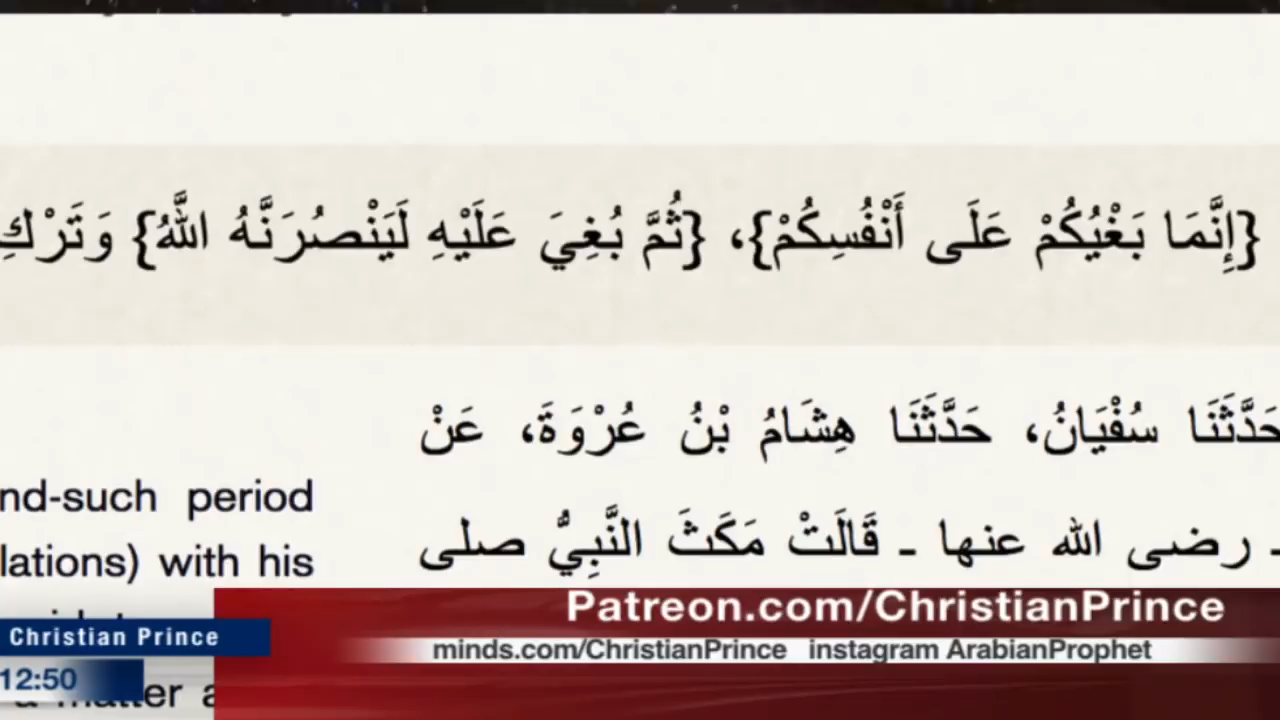 {إِنَّمَا بَغْيُكُمْ عَلَى أَنْفُسِكُمْ}، {ثُمَّ بُغِيَ عَلَيْهِ لَيَنْصُرَنَّهُ اللَّهُ} وَتَرْكِ
حَدَّثَنَا سُفْيَانُ، حَدَّثَنَا هِشَامُ بْنُ عُرْوَةَ، عَنْ
nd-such period
ـ رضى الله عنها ـ قَالَتْ مَكَثَ النَّبِيُّ صلى
lations) with his
Patreon.com/ChristianPrince
Christian Prince
minds.com/ChristianPrince instagram ArabianProphet
12:50
a matter a